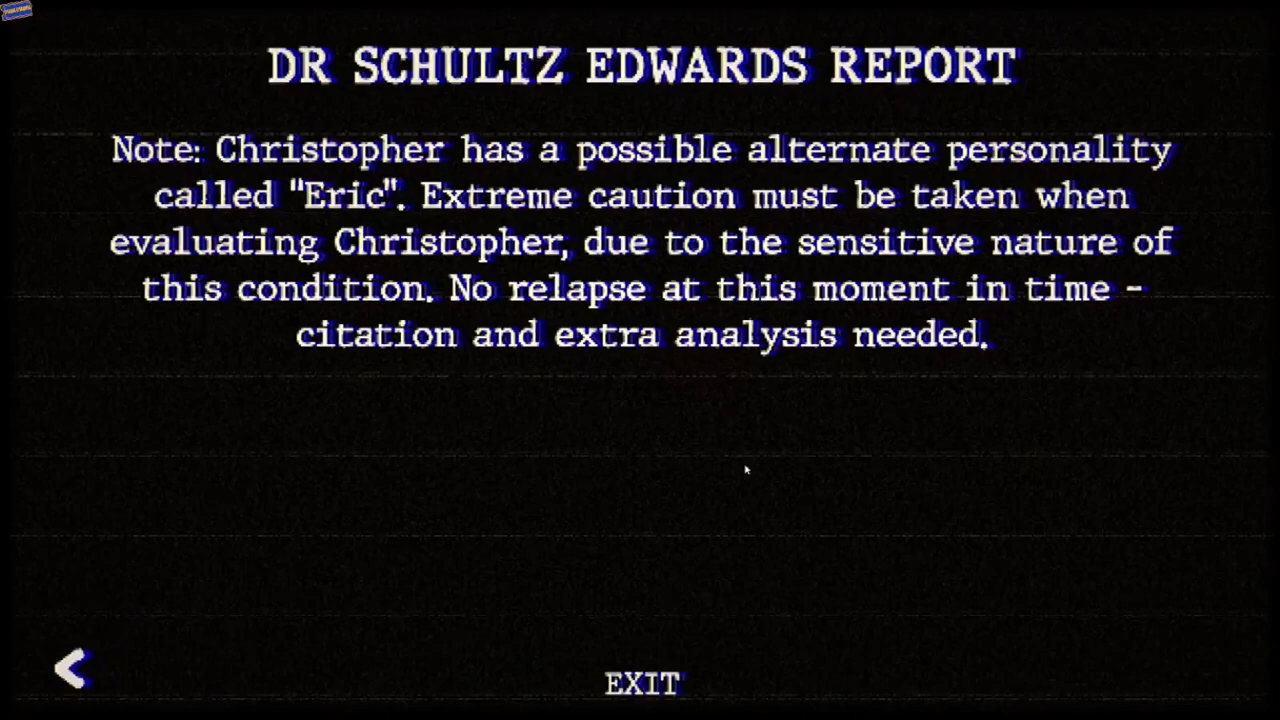 DR SCHULTZ EDWARDS REPORT
Note: Christopher has a possible alternate personality
called "Eric". Extreme caution must be taken when
evaluating Christopher, due to the sensitive nature of
this condition. No relapse at this moment in time -
citation and extra analysis needed.
<
EXIT